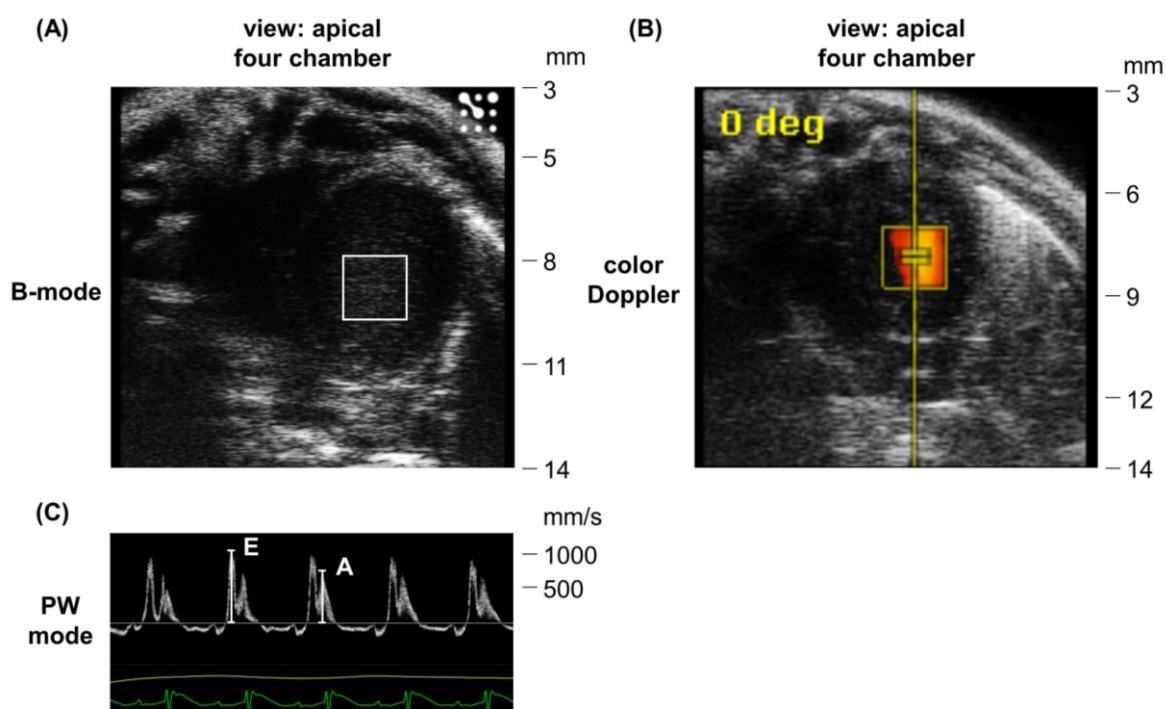 (A)
view: apical
four chamber
mm
3
5
8
11
14
B-mode
(B)
view: apical
four chamber
mm
0 deg
3
6
9
12
14
color
Doppler
(C)
mm/s
1000
500
E
A
PW
mode